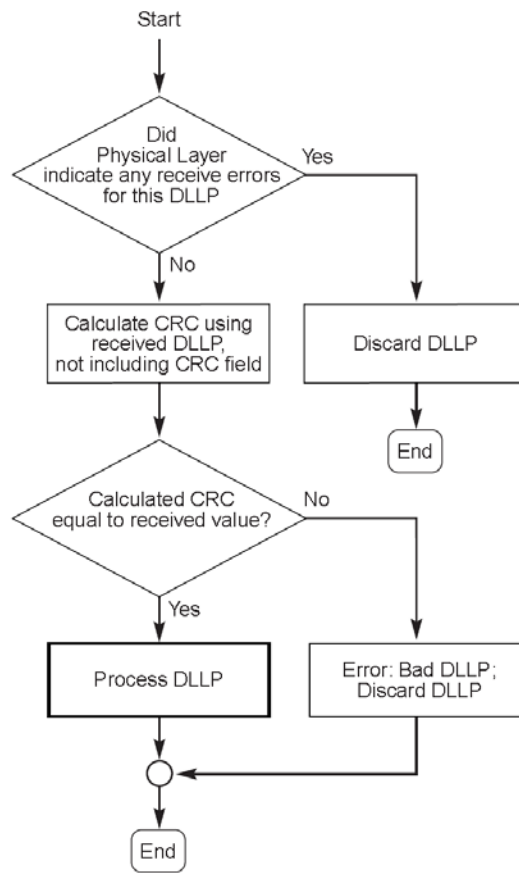 Start
Did
Physical Layer
indicate any receive errors
for this DLLP
Yes
No
Calculate CRC using
received DLLP,
not including CRC field
Discard DLLP
End
Calculated CRC
equal to received value?
No
Yes
Process DLLP
Error: Bad DLLP;
Discard DLLP
End